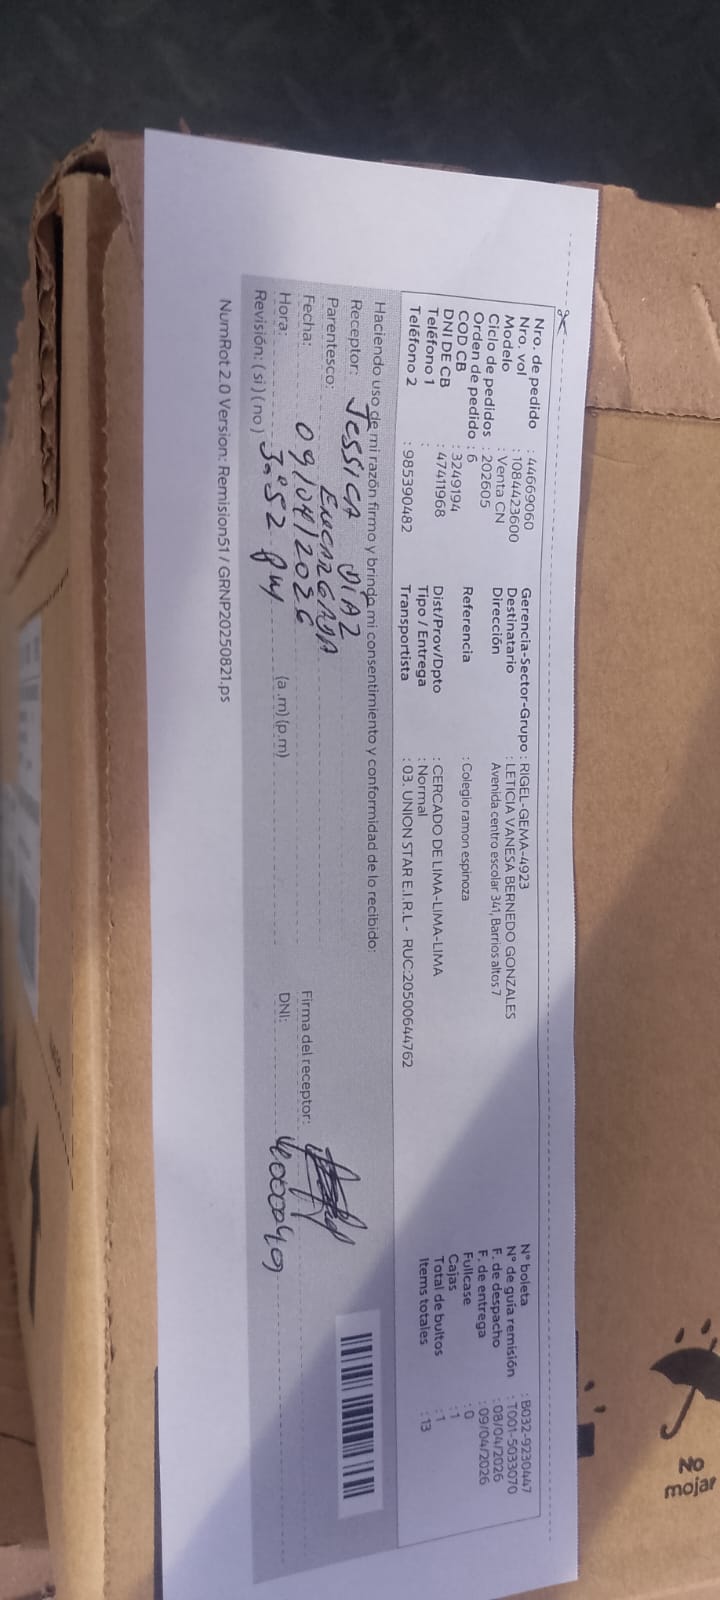 Nro. de pedido : 44669060
Nro. vol : 1084423600
Modelo : Venta CN
Ciclo de pedidos : 202605
Orden de pedido : 6
COD CB : 3249194
DNI DE CB : 47411968
Teléfono 1 :
Teléfono 2 : 985390482
Gerencia-Sector-Grupo : RIGEL-GEMA-4923
Destinatario : LETICIA VANESA BERNEDO GONZALES
Dirección Avenida centro escolar 341, Barrios altos 7
Referencia : Colegio ramon espinoza
Dist/Prov/Dpto : CERCADO DE LIMA-LIMA-LIMA
Tipo / Entrega : Normal
Transportista : 03. UNION STAR E.I.R.L - RUC:20500644762
N° boleta : B032-9230447
N° de guía remisión : T001-5033070
F. de despacho : 08/04/2026
F. de entrega : 09/04/2026
Fullcase : 0
Cajas : 1
Total de bultos : 1
Items totales : 13
Haciendo uso de mi razón firmo y brindo mi consentimiento y conformidad de lo recibido:
Receptor: JESSICA DIAZ
Parentesco: ENCARGADA
Fecha: 09/04/2026
Hora: 3:52 pm (a.m) (p.m)
Revisión: ( si ) ( no )
Firma del receptor:
DNI:
NumRot 2.0 Version: Remision51 / GRNP20250821.ps
No
mojar